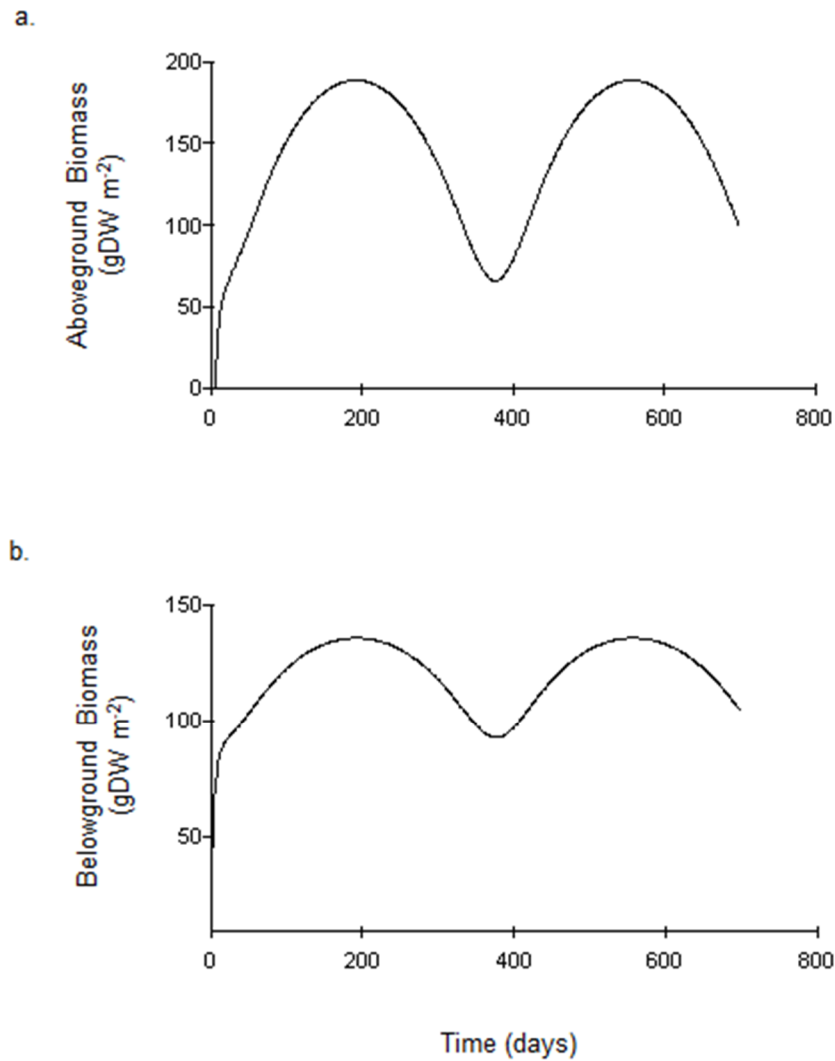 a.
Aboveground Biomass
(gDW m-2)
200
150
100
50
0
0 200 400 600 800
b.
Belowground Biomass
(gDW m-2)
150
100
50
0 200 400 600 800
Time (days)